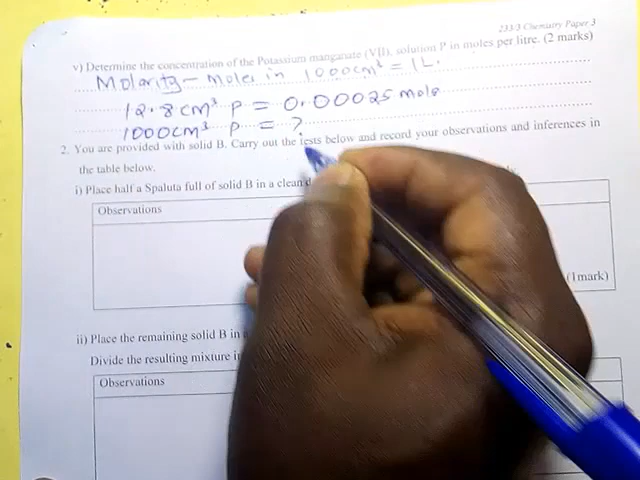 233/3 Chemistry Paper 3
v) Determine the concentration of the Potassium manganate (VII), solution P in moles per litre. (2 marks)
Molarity - moles in 1000cm³ = 1L.
12.8cm³ P = 0.00025 mole
1000cm³ P = ?
2. You are provided with solid B. Carry out the tests below and record your observations and inferences in
the table below.
i) Place half a Spaluta full of solid B in a clean
Observations
(1mark)
ii) Place the remaining solid B in
Divide the resulting mixture
Observations